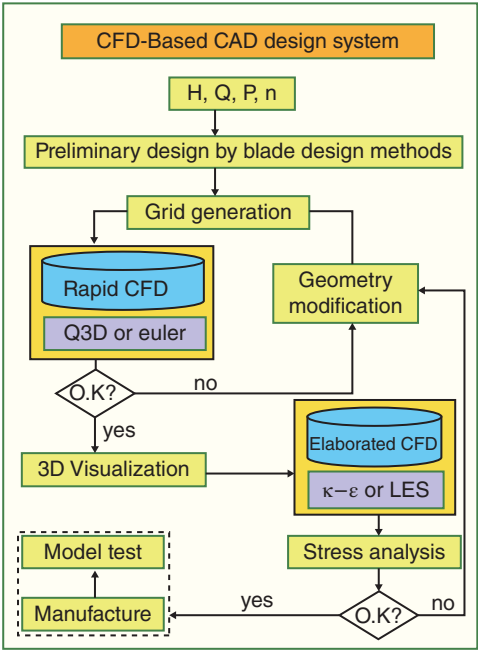 CFD-Based CAD design system
H, Q, P, n
Preliminary design by blade design methods
Grid generation
Rapid CFD
Q3D or euler
Geometry
modification
O.K?
no
yes
3D Visualization
Elaborated CFD
κ−ε or LES
Stress analysis
O.K?
no
yes
Model test
Manufacture